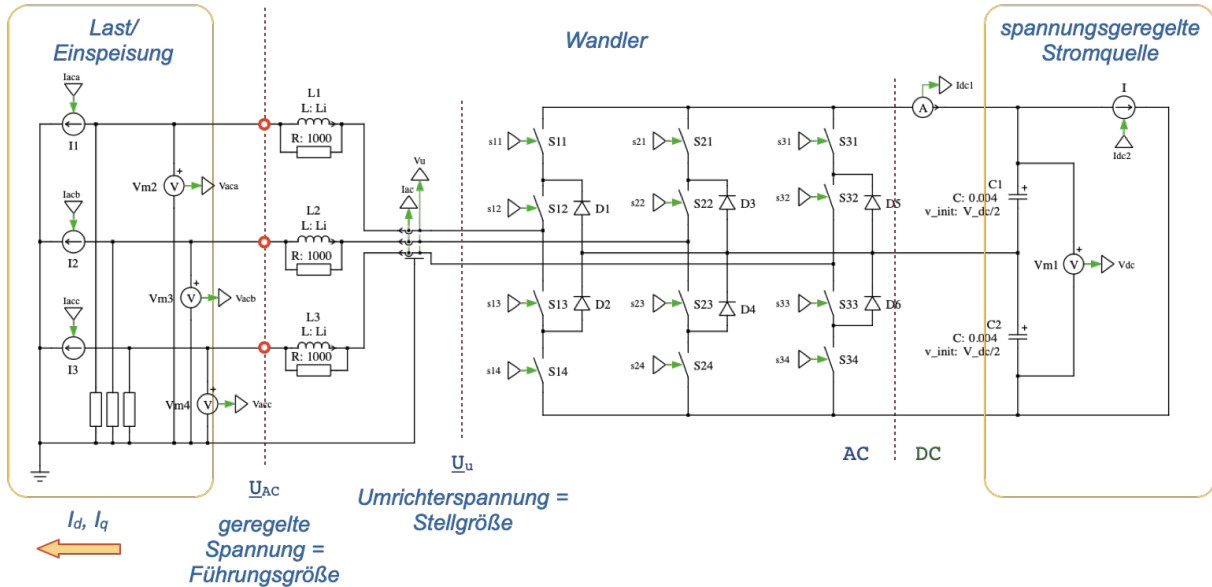 Last/
Einspeisung
Wandler
spannungsgeregelte
Stromquelle
Iaca
I1
Vm2
V
Vaca
Iacb
I2
Vm3
V
Vacb
Iacc
I3
Vm4
V
Vacc
L1
L: Li
R: 1000
L2
L: Li
R: 1000
L3
L: Li
R: 1000
Vu
Iac
s11
S11
s12
S12
D1
s13
S13
D2
s14
S14
s21
S21
s22
S22
D3
s23
S23
D4
s24
S24
s31
S31
s32
S32
D5
s33
S33
D6
s34
S34
A
Idc1
I
Idc2
C1
C: 0.004
v_init: V_dc/2
Vm1
V
Vdc
C2
C: 0.004
v_init: V_dc/2
AC
DC
UAC
Uu
Id, Iq
geregelte
Spannung =
Führungsgröße
Umrichterspannung =
Stellgröße